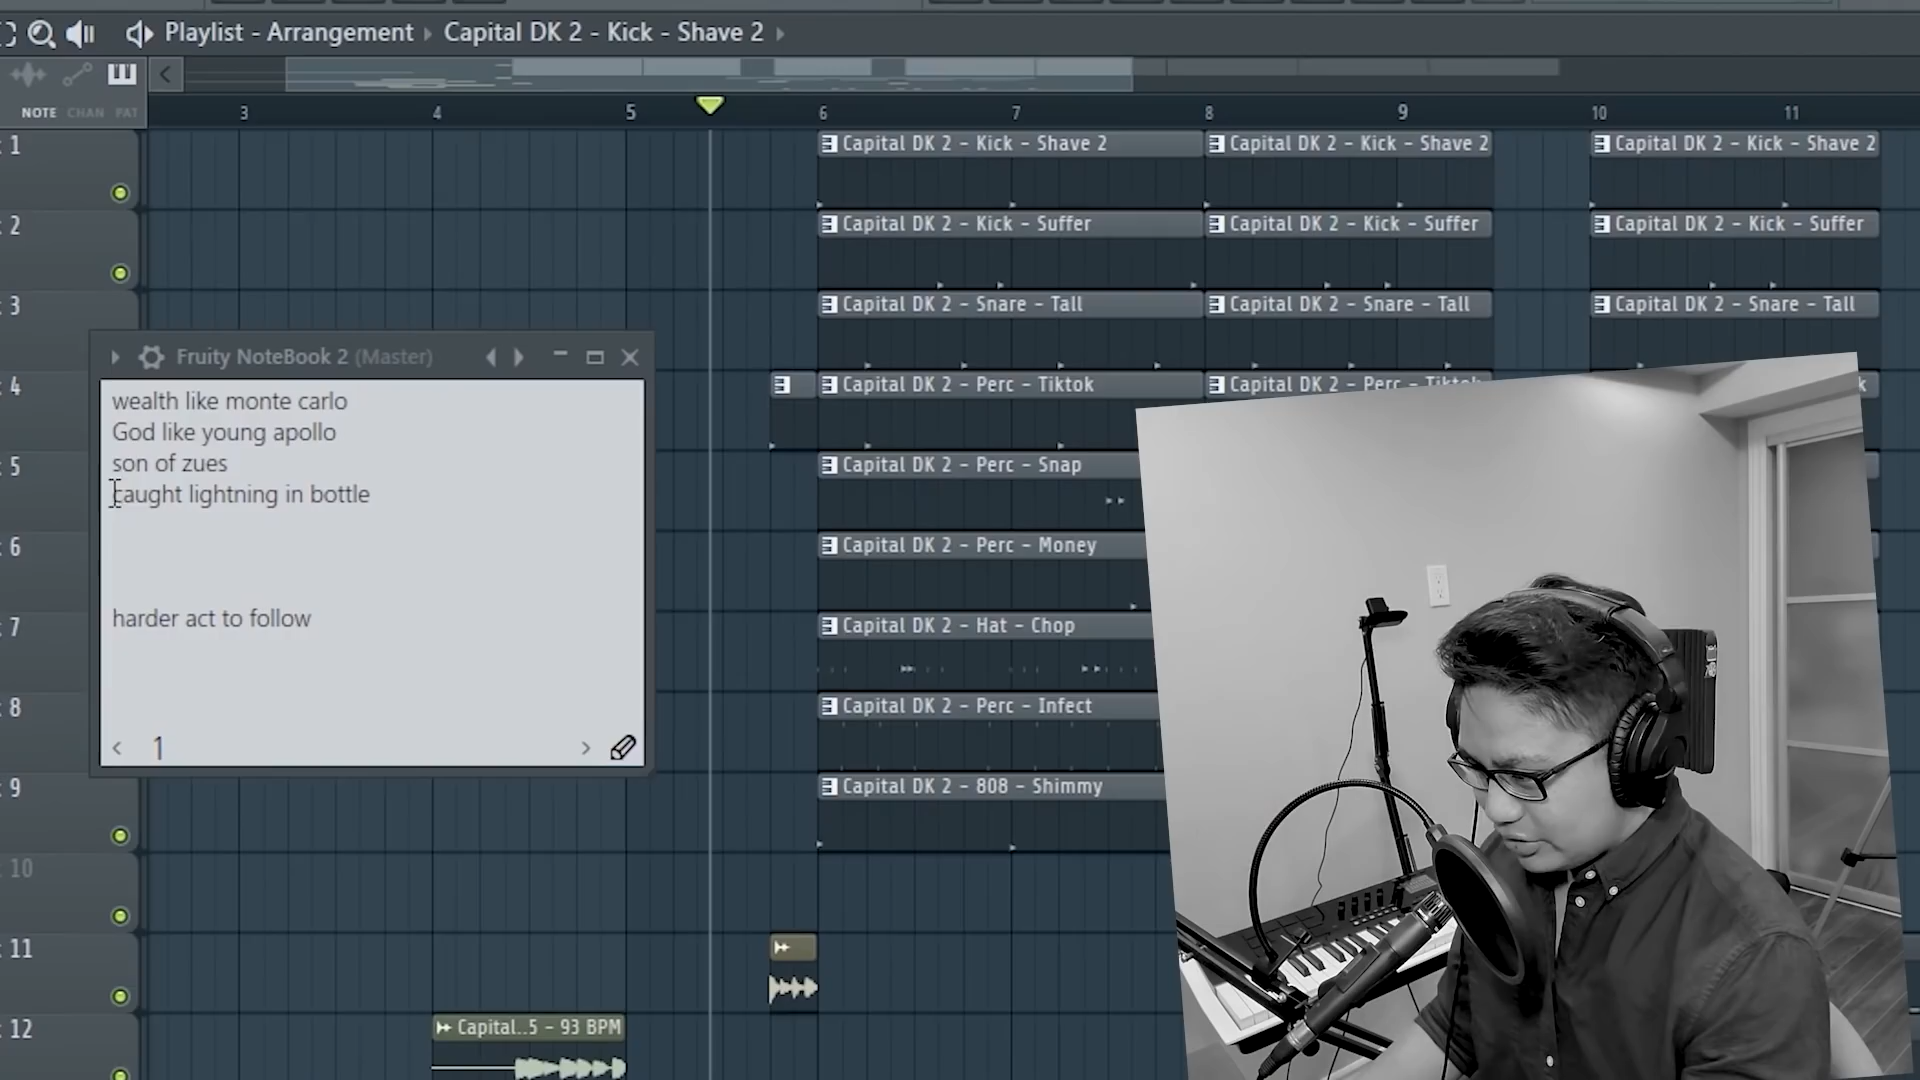 Playlist - Arrangement ▸ Capital DK 2 - Kick - Shave 2 ▸
NOTE CHAN PAT
3 4 5 6 7 8 9 10 11
1
Capital DK 2 - Kick - Shave 2
Capital DK 2 - Kick - Shave 2
Capital DK 2 - Kick - Shave 2
2
Capital DK 2 - Kick - Suffer
Capital DK 2 - Kick - Suffer
Capital DK 2 - Kick - Suffer
3
Capital DK 2 - Snare - Tall
Capital DK 2 - Snare - Tall
Capital DK 2 - Snare - Tall
Fruity NoteBook 2 (Master)
wealth like monte carlo
God like young apollo
son of zues
caught lightning in bottle
harder act to follow
1
4
Capital DK 2 - Perc - Tiktok
Capital DK 2 - Perc - Tiktok
k
5
Capital DK 2 - Perc - Snap
6
Capital DK 2 - Perc - Money
7
Capital DK 2 - Hat - Chop
8
Capital DK 2 - Perc - Infect
9
Capital DK 2 - 808 - Shimmy
10
11
12
Capital..5 - 93 BPM